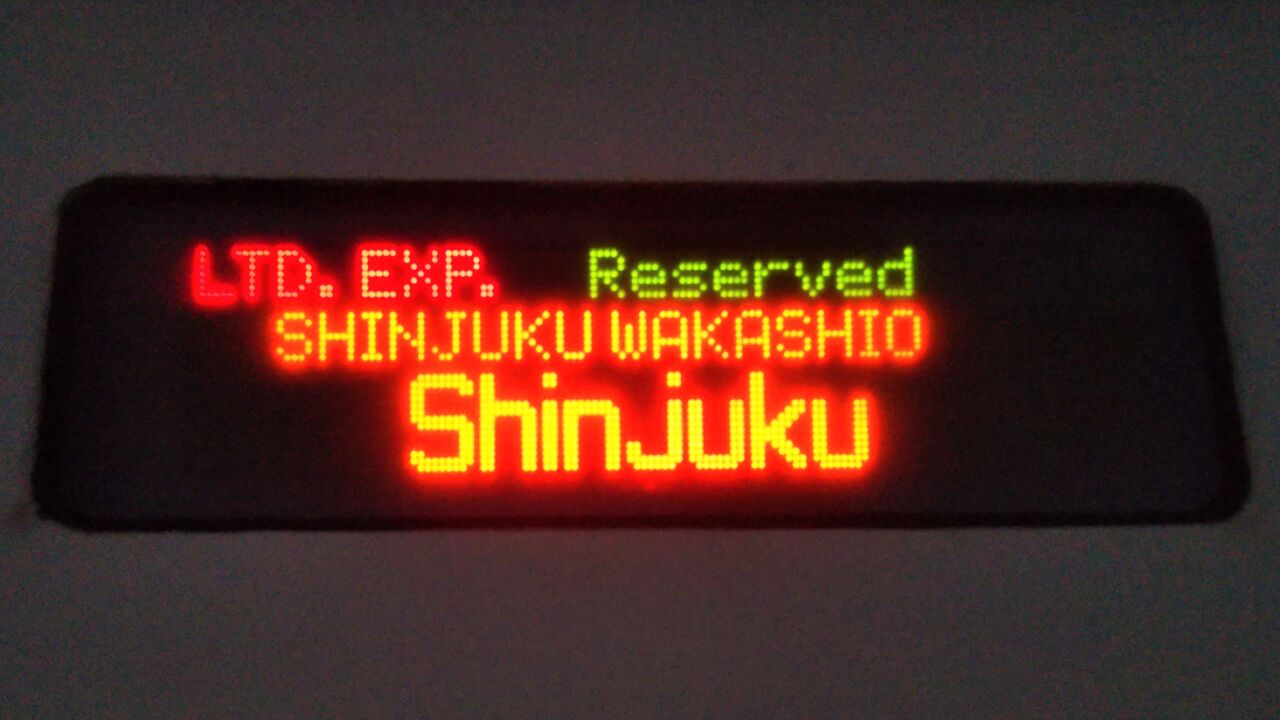 LTD. EXP. Reserved
SHINJUKU WAKASHIO
Shinjuku